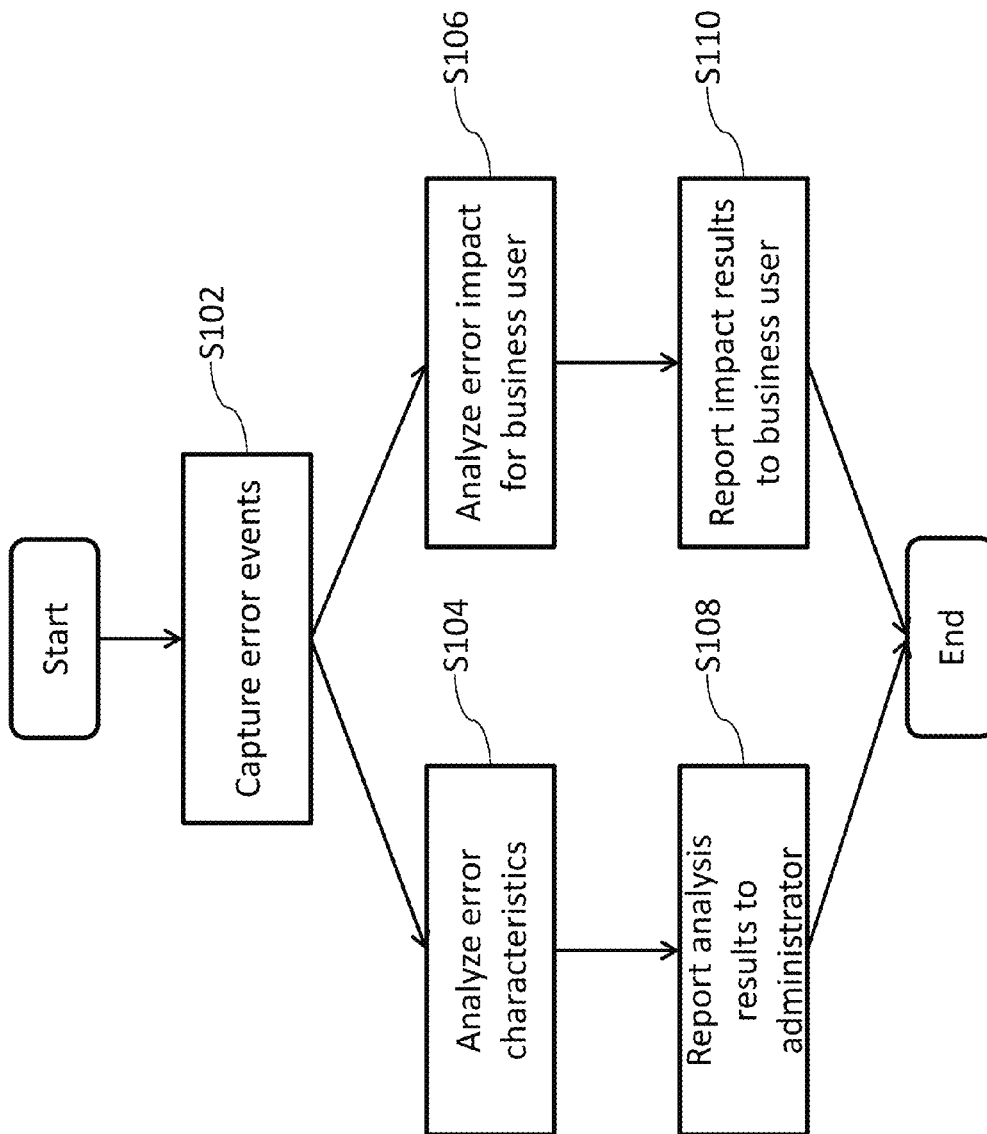 Start
Capture error events
S102
Analyze error
characteristics
S104
Analyze error impact
for business user
S106
Report analysis
results to
administrator
S108
Report impact results
to business user
S110
End